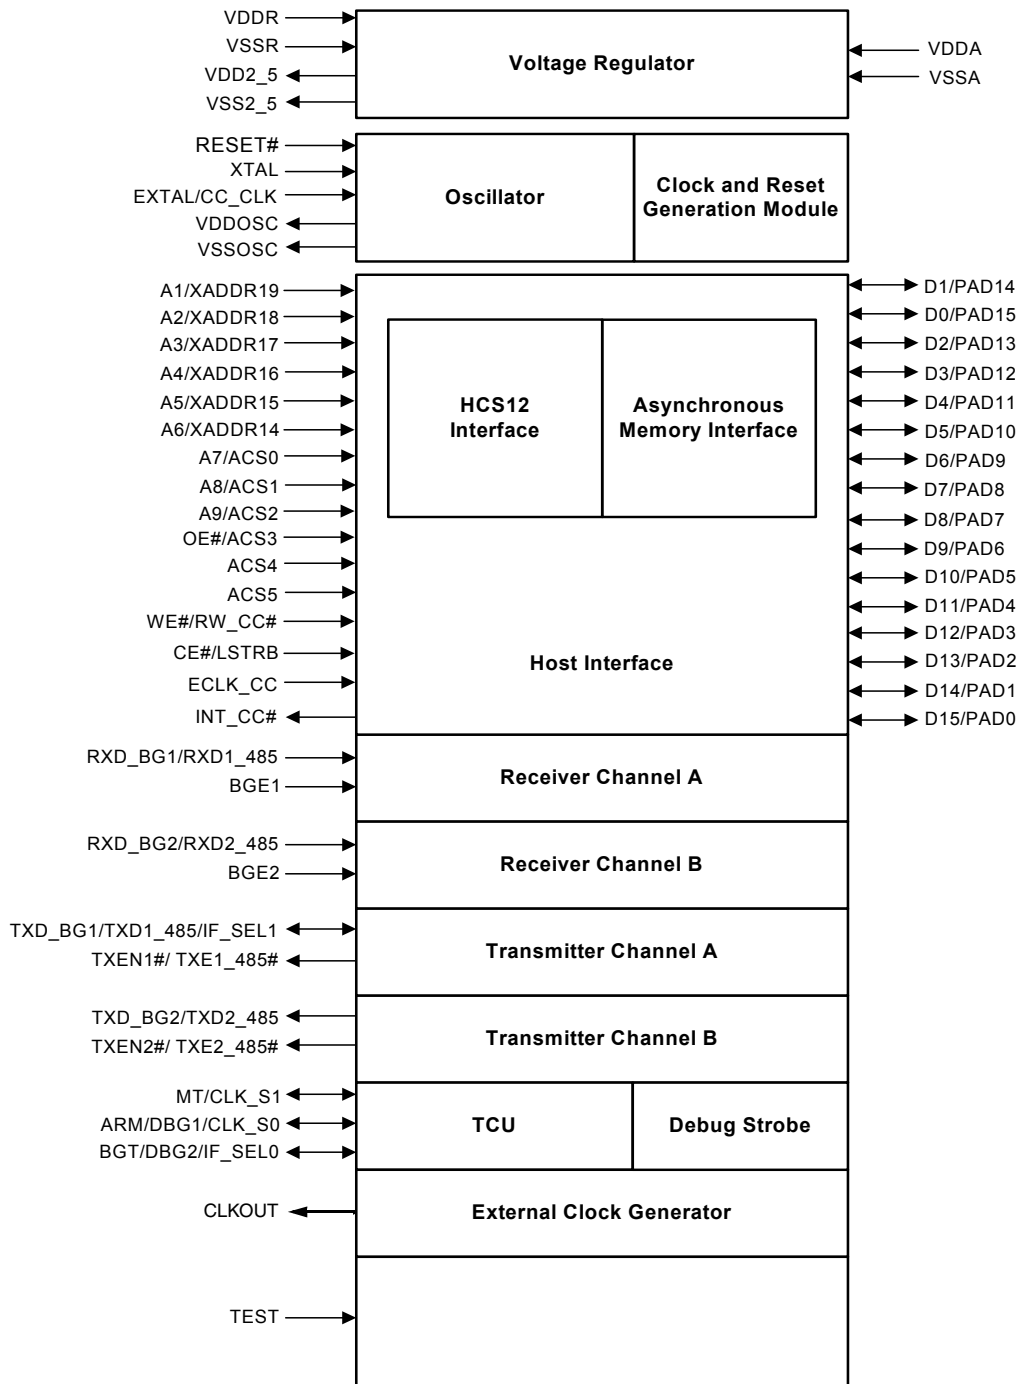 VDDR
VSSR
VDD2_5
VSS2_5
Voltage Regulator
VDDA
VSSA
RESET#
XTAL
EXTAL/CC_CLK
VDDOSC
VSSOSC
Oscillator
Clock and Reset
Generation Module
A1/XADDR19
A2/XADDR18
A3/XADDR17
A4/XADDR16
A5/XADDR15
A6/XADDR14
A7/ACS0
A8/ACS1
A9/ACS2
OE#/ACS3
ACS4
ACS5
WE#/RW_CC#
CE#/LSTRB
ECLK_CC
INT_CC#
HCS12
Interface
Asynchronous
Memory Interface
Host Interface
D1/PAD14
D0/PAD15
D2/PAD13
D3/PAD12
D4/PAD11
D5/PAD10
D6/PAD9
D7/PAD8
D8/PAD7
D9/PAD6
D10/PAD5
D11/PAD4
D12/PAD3
D13/PAD2
D14/PAD1
D15/PAD0
RXD_BG1/RXD1_485
BGE1
Receiver Channel A
RXD_BG2/RXD2_485
BGE2
Receiver Channel B
TXD_BG1/TXD1_485/IF_SEL1
TXEN1#/ TXE1_485#
Transmitter Channel A
TXD_BG2/TXD2_485
TXEN2#/ TXE2_485#
Transmitter Channel B
MT/CLK_S1
ARM/DBG1/CLK_S0
BGT/DBG2/IF_SEL0
TCU
Debug Strobe
CLKOUT
External Clock Generator
TEST